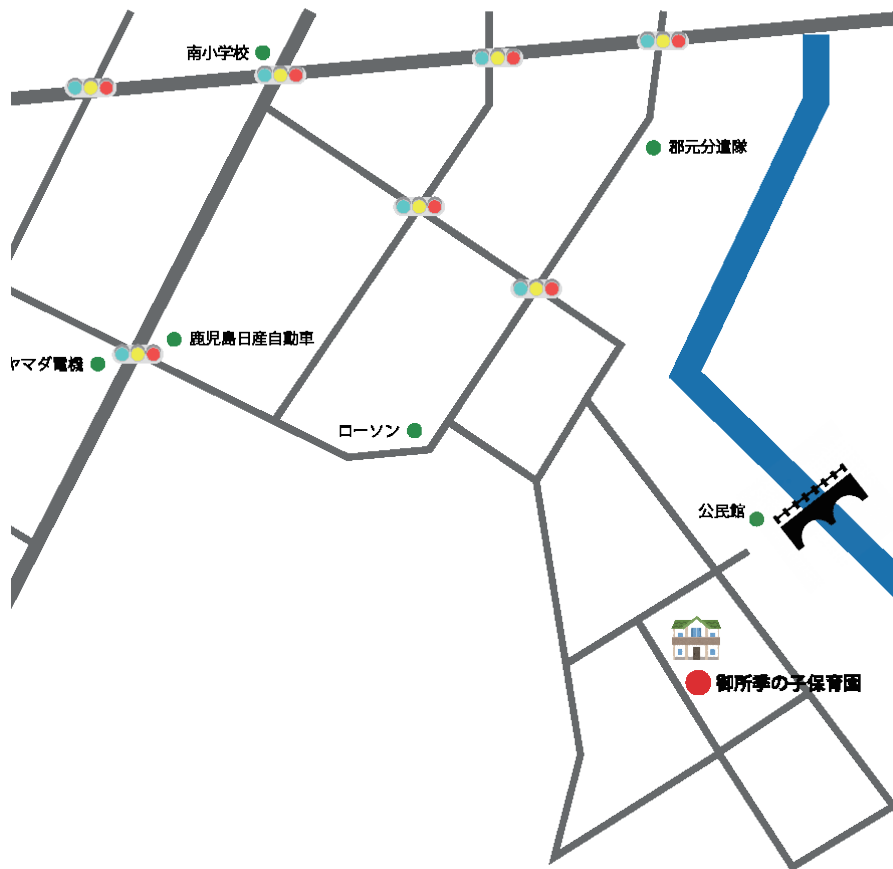 南小学校
郡元分遣隊
鹿児島日産自動車
ヤマダ電機
ローソン
公民館
御所季の子保育園